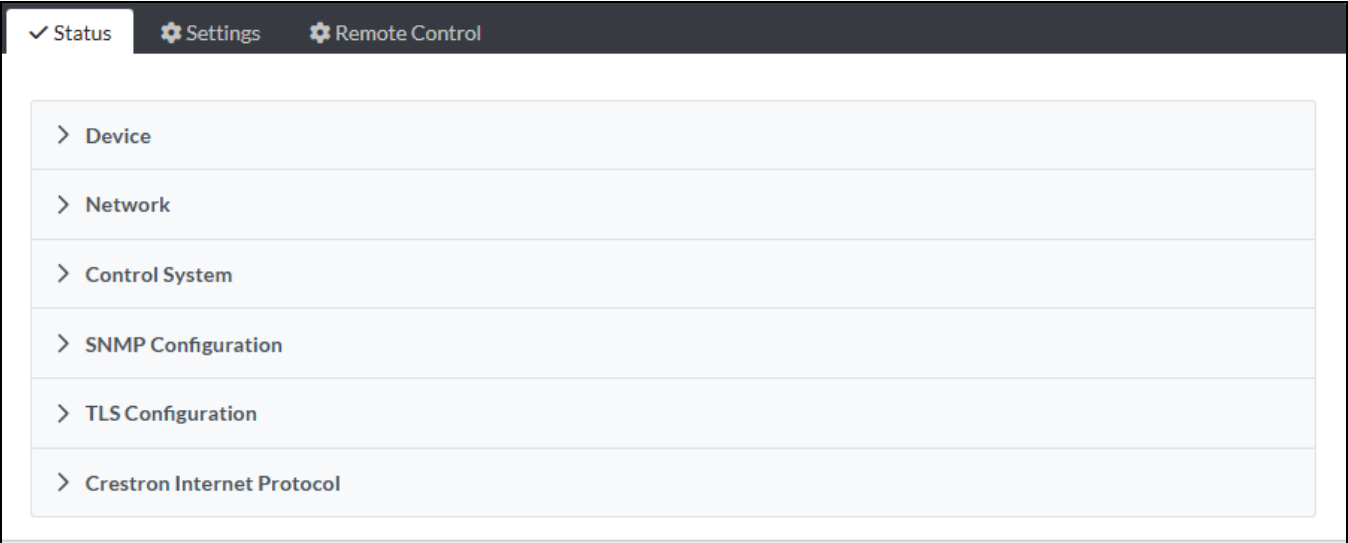 Status Settings Remote Control
Device
Network
Control System
SNMP Configuration
TLS Configuration
Crestron Internet Protocol